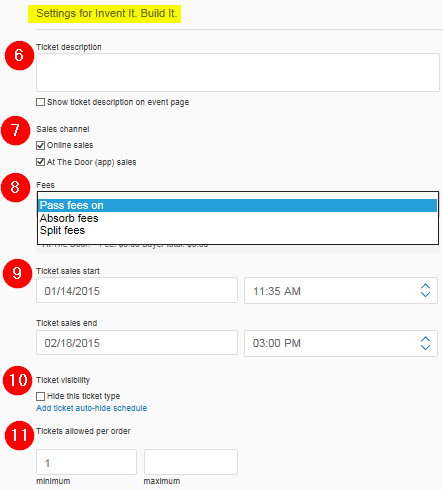 Settings for Invent It. Build It.
6
Ticket description
Show ticket description on event page
7
Sales channel
Online sales
At The Door (app) sales
8
Fees
Pass fees on
Absorb fees
Split fees
9
Ticket sales start
01/14/2015 11:35 AM
Ticket sales end
02/18/2015 03:00 PM
10
Ticket visibility
Hide this ticket type
Add ticket auto-hide schedule
11
Tickets allowed per order
1
minimum maximum